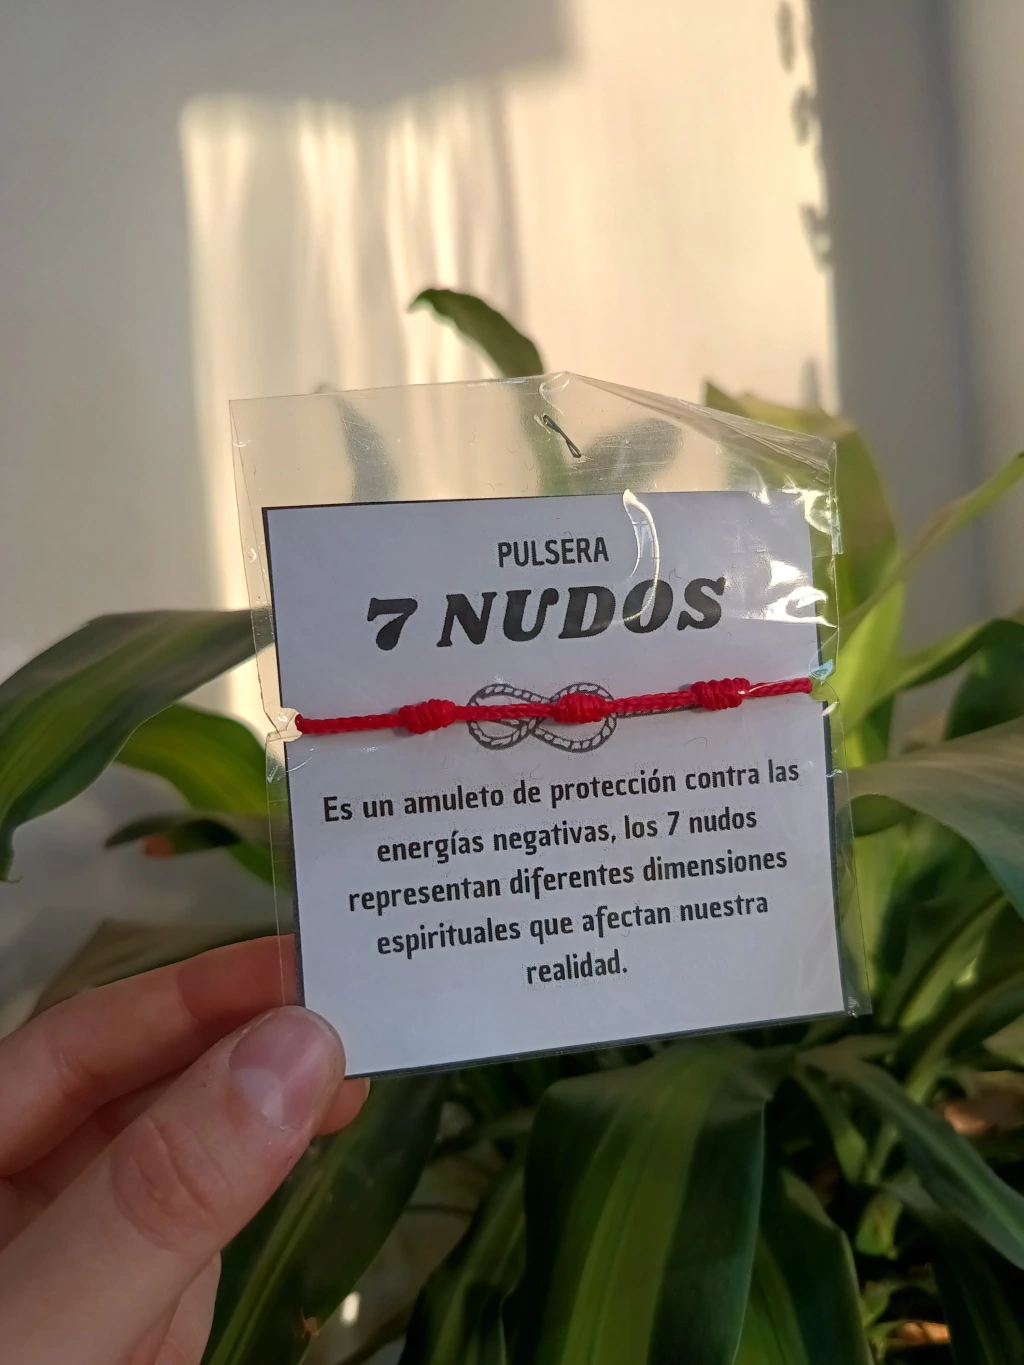 PULSERA
7 NUDOS
Es un amuleto de protección contra las
energías negativas, los 7 nudos
representan diferentes dimensiones
espirituales que afectan nuestra
realidad.